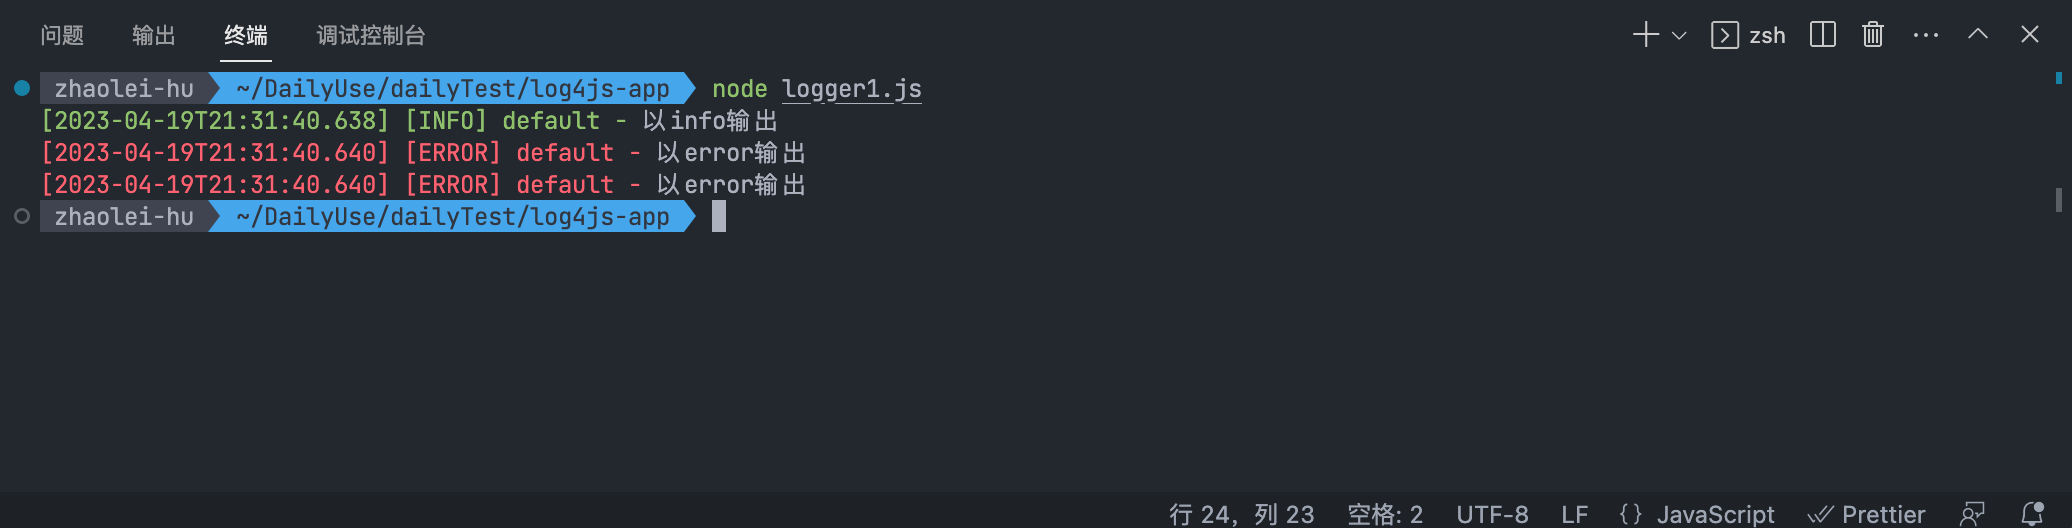 问题 输出 终端 调试控制台 zsh
zhaolei-hu ~/DailyUse/dailyTest/log4js-app node logger1.js
[2023-04-19T21:31:40.638] [INFO] default - 以info输出
[2023-04-19T21:31:40.640] [ERROR] default - 以error输出
[2023-04-19T21:31:40.640] [ERROR] default - 以error输出
zhaolei-hu ~/DailyUse/dailyTest/log4js-app
行 24，列 23 空格: 2 UTF-8 LF {} JavaScript Prettier